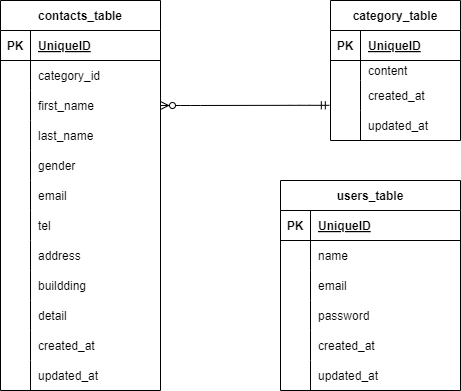 contacts_table
PK UniqueID
category_id
first_name
last_name
gender
email
tel
address
buildding
detail
created_at
updated_at
category_table
PK UniqueID
content
created_at
updated_at
users_table
PK UniqueID
name
email
password
created_at
updated_at